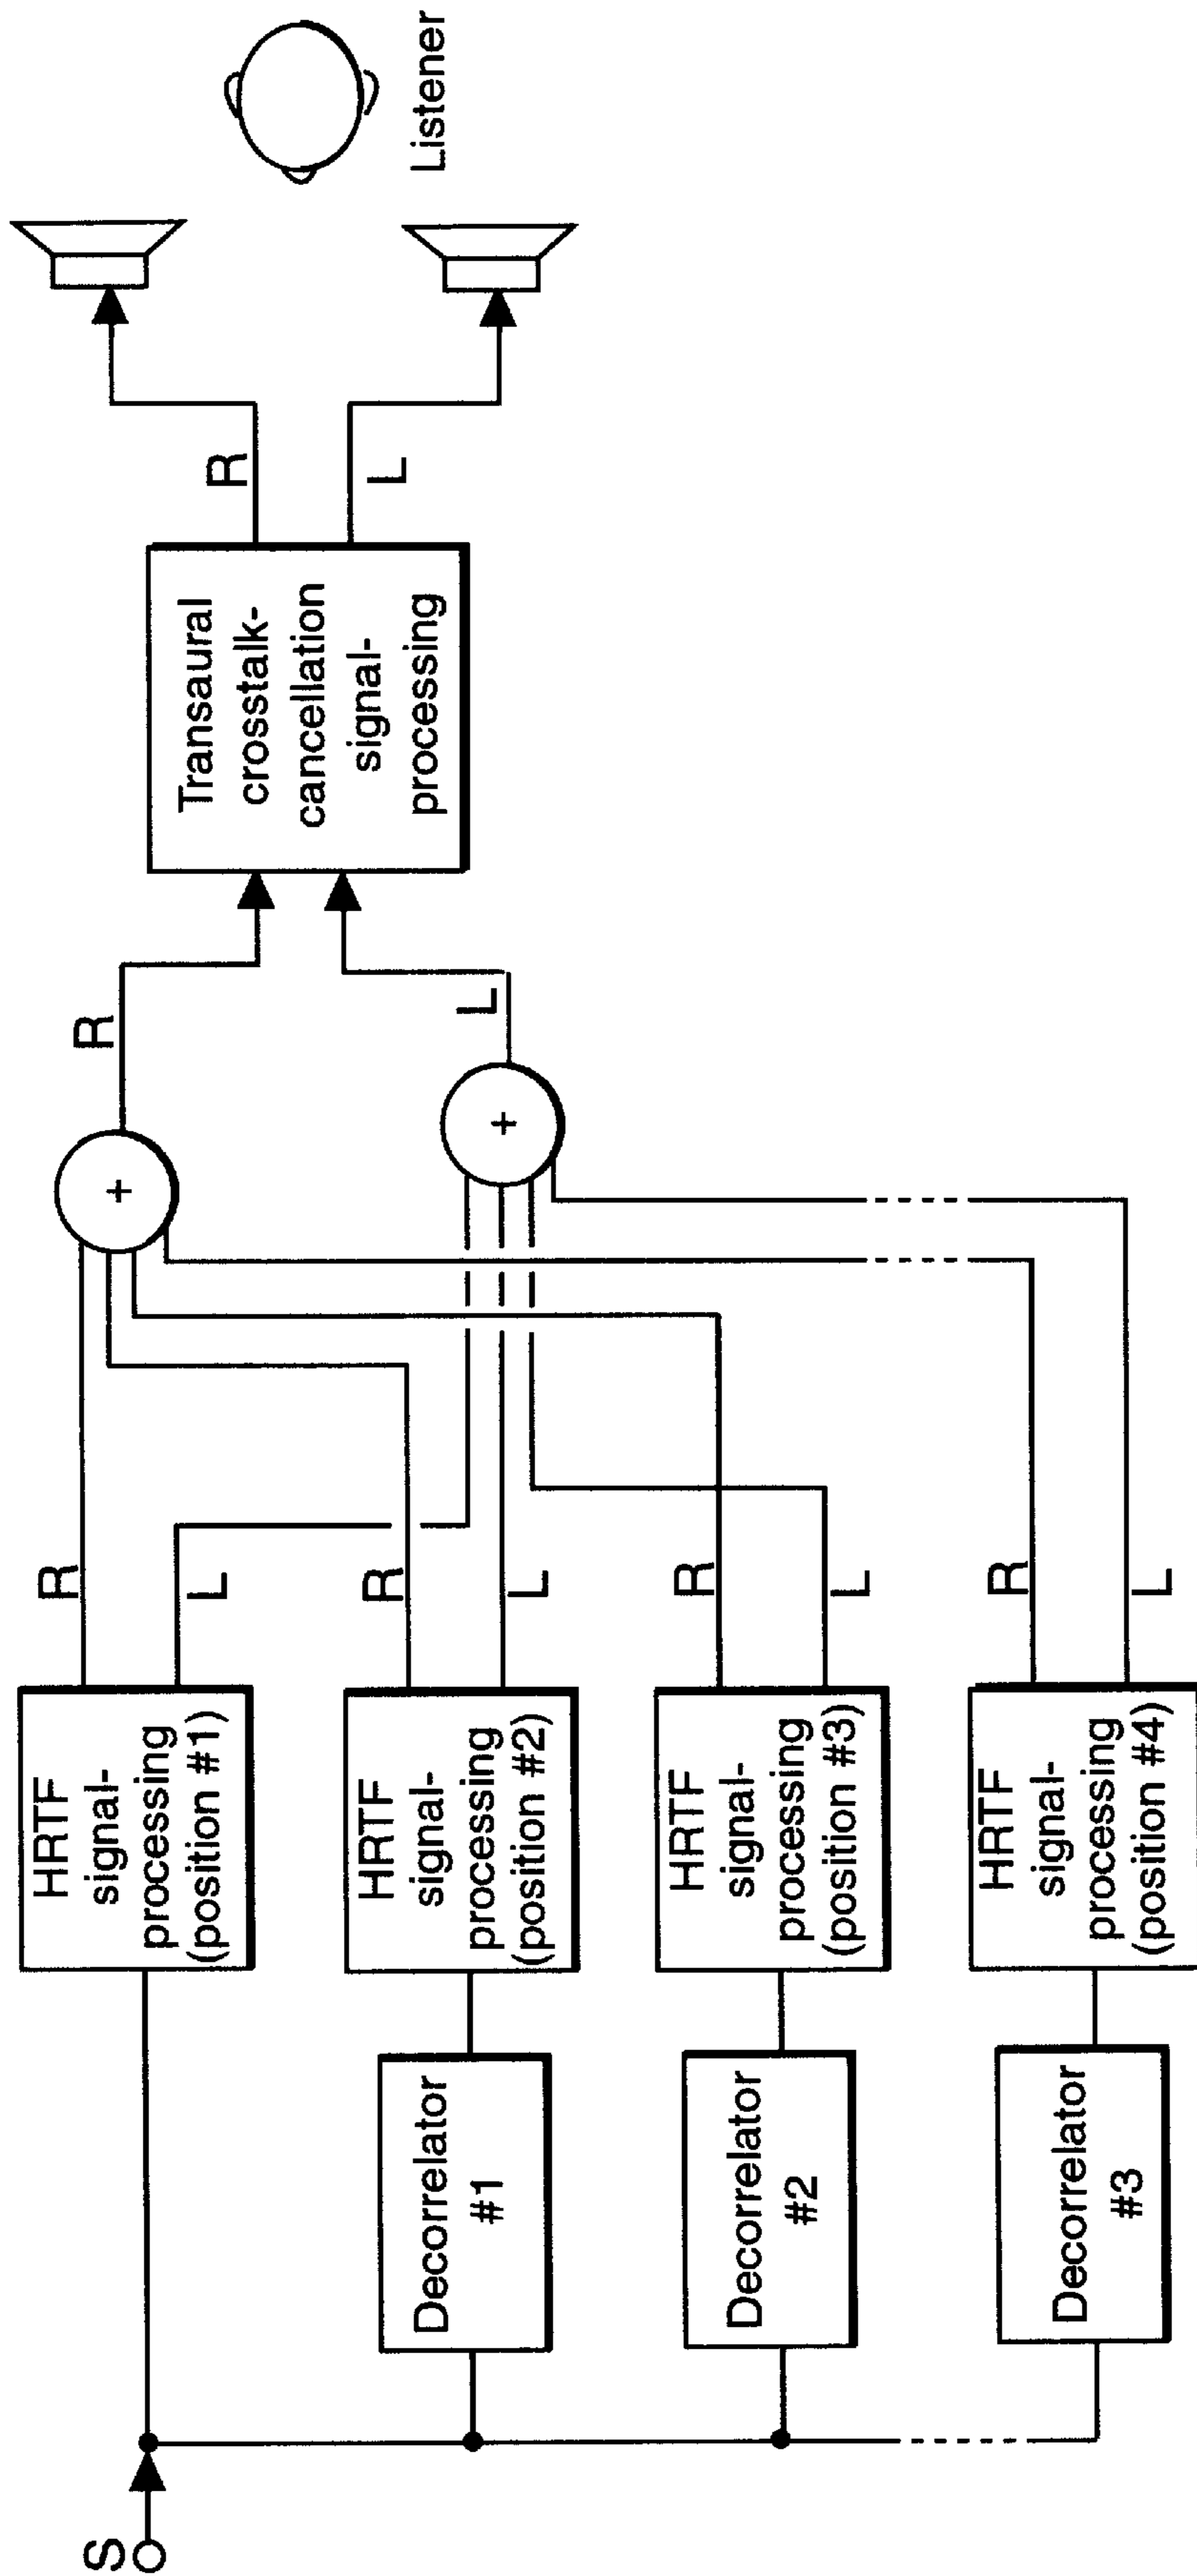 S
HRTF
signal-
processing
(position #1)
R
L
Decorrelator
#1
HRTF
signal-
processing
(position #2)
R
L
Decorrelator
#2
HRTF
signal-
processing
(position #3)
R
L
Decorrelator
#3
HRTF
signal-
processing
(position #4)
R
L
+
R
+
L
Transaural
crosstalk-
cancellation
signal-
processing
R
L
Listener